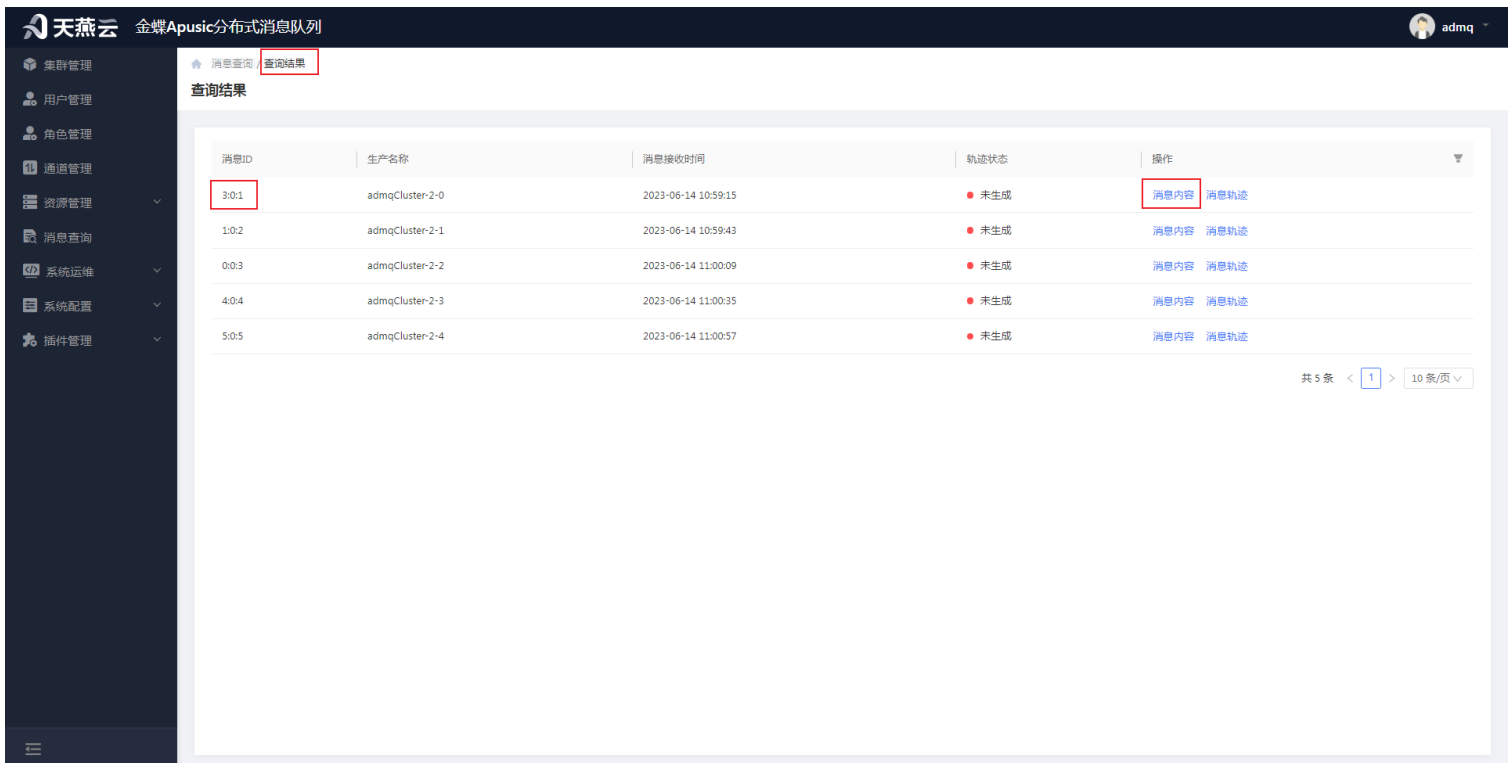 天燕云 金蝶Apusic分布式消息队列 admq
集群管理
用户管理
角色管理
通道管理
资源管理
消息查询
系统运维
系统配置
插件管理
消息查询 / 查询结果
查询结果
消息ID 生产名称 消息接收时间 轨迹状态 操作
3:0:1 admqCluster-2-0 2023-06-14 10:59:15 未生成 消息内容 消息轨迹
1:0:2 admqCluster-2-1 2023-06-14 10:59:43 未生成 消息内容 消息轨迹
0:0:3 admqCluster-2-2 2023-06-14 11:00:09 未生成 消息内容 消息轨迹
4:0:4 admqCluster-2-3 2023-06-14 11:00:35 未生成 消息内容 消息轨迹
5:0:5 admqCluster-2-4 2023-06-14 11:00:57 未生成 消息内容 消息轨迹
共 5 条 < 1 > 10 条/页